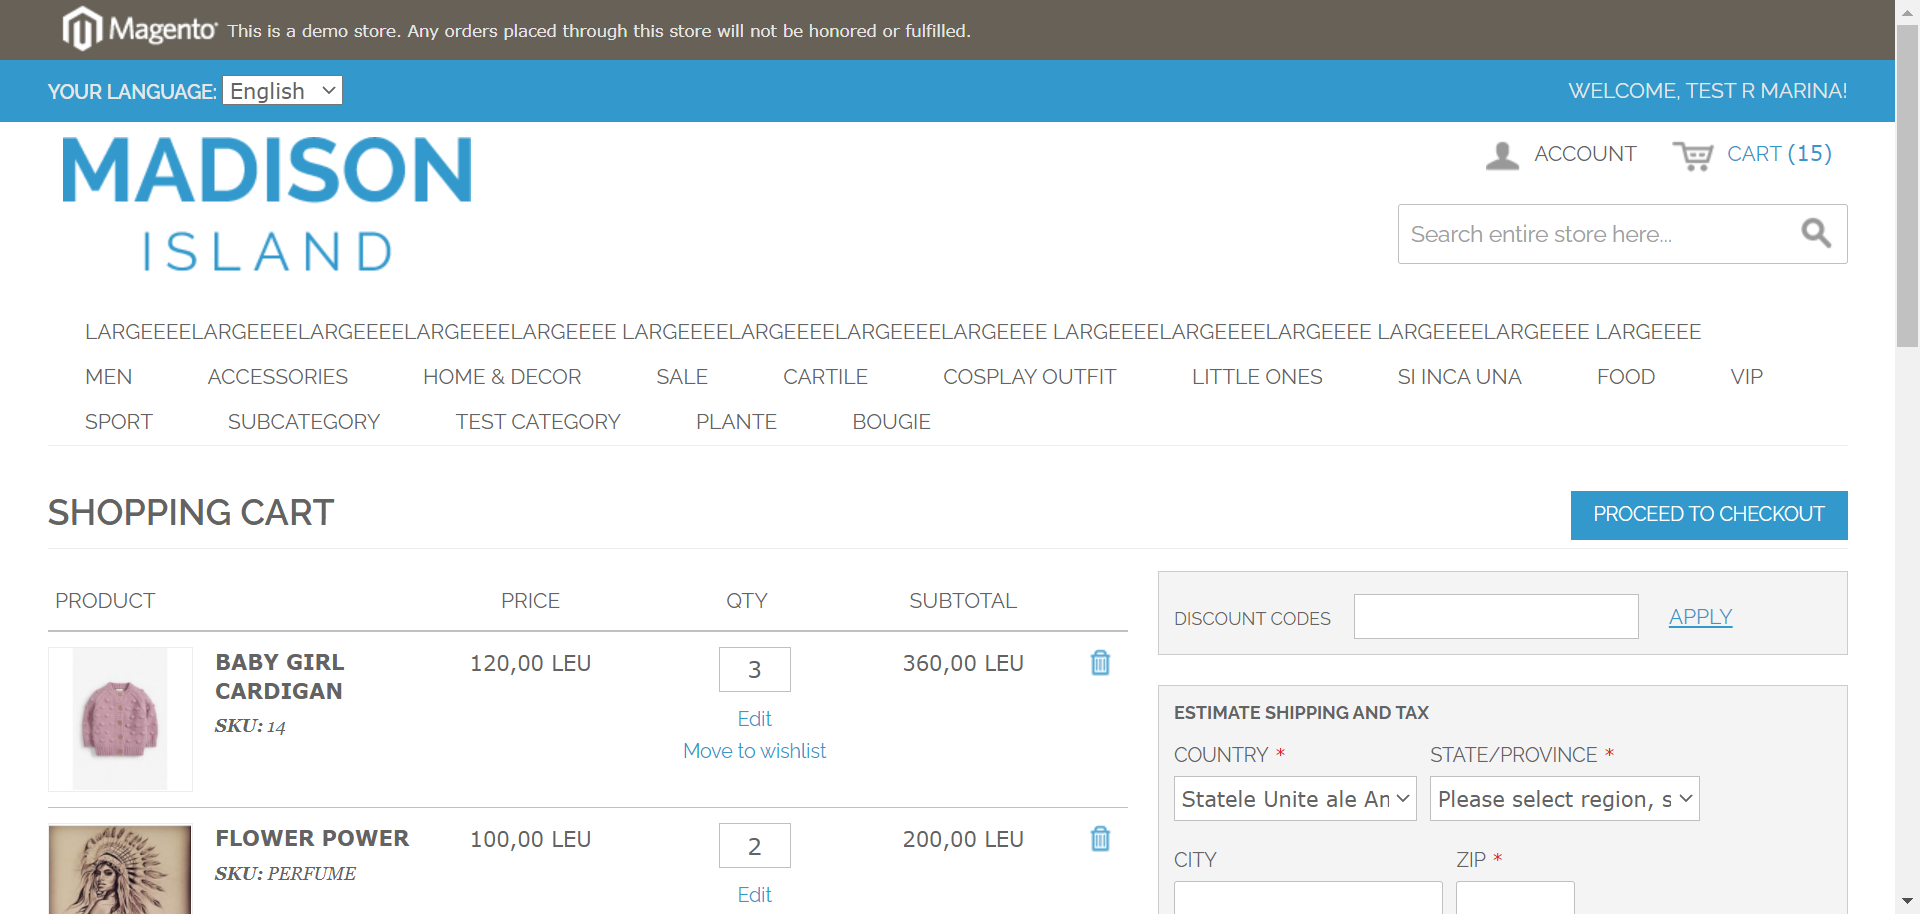 Magento This is a demo store. Any orders placed through this store will not be honored or fulfilled.
YOUR LANGUAGE: English
WELCOME, TEST R MARINA!
MADISON
ISLAND
ACCOUNT
CART (15)
Search entire store here...
LARGEEEELARGEEEELARGEEEELARGEEEELARGEEEE LARGEEEELARGEEEELARGEEEELARGEEEE LARGEEEELARGEEEELARGEEEE LARGEEEELARGEEEE LARGEEEE
MEN ACCESSORIES HOME & DECOR SALE CARTILE COSPLAY OUTFIT LITTLE ONES SI INCA UNA FOOD VIP
SPORT SUBCATEGORY TEST CATEGORY PLANTE BOUGIE
SHOPPING CART
PROCEED TO CHECKOUT
PRODUCT PRICE QTY SUBTOTAL
BABY GIRL
CARDIGAN
SKU: 14
120,00 LEU
3
Edit
Move to wishlist
360,00 LEU
FLOWER POWER
SKU: PERFUME
100,00 LEU
2
Edit
200,00 LEU
DISCOUNT CODES
APPLY
ESTIMATE SHIPPING AND TAX
COUNTRY * STATE/PROVINCE *
Statele Unite ale Am Please select region, s
CITY ZIP *